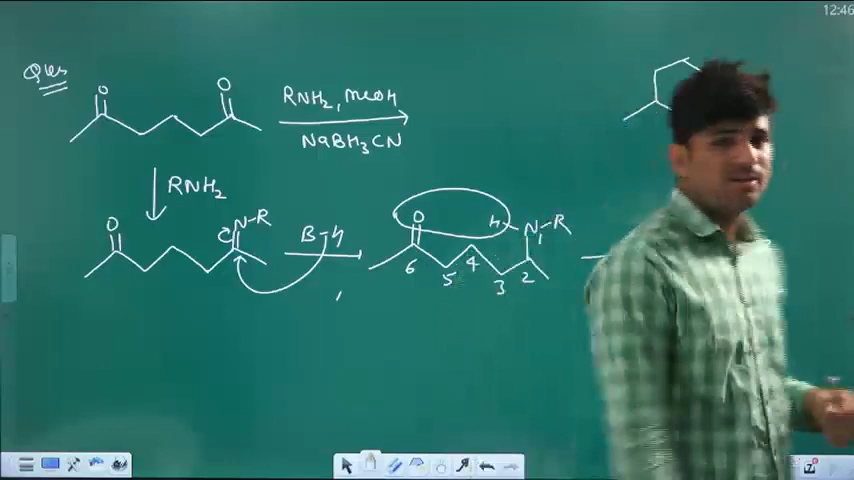 12:46
Ques
O O RNH2, MeOH
NaBH3CN
RNH2
O N-R B-H O H N R
1
6 5 4 3 2